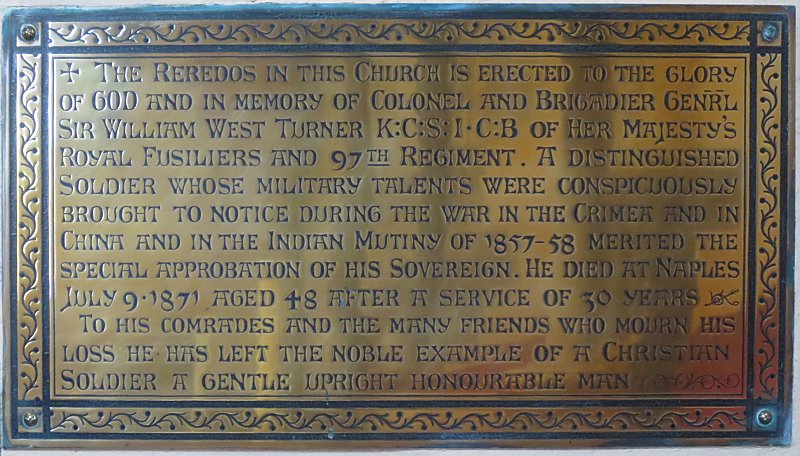 ✢ The Reredos in this Church is erected to the glory
of GOD and in memory of Colonel and Brigadier Genr̄r̄l
Sir William West Turner K:C:S:I·C:B of Her Majesty's
Royal Fusiliers and 97TH Regiment. A distinguished
Soldier whose military talents were conspicuously
brought to notice during the war in the Crimea and in
China and in the Indian Mutiny of 1857-58 merited the
special approbation of his Sovereign. He died at Naples
July 9·1871 aged 48 after a service of 30 years
To his comrades and the many friends who mourn his
loss he has left the noble example of a Christian
Soldier a gentle upright honourable man